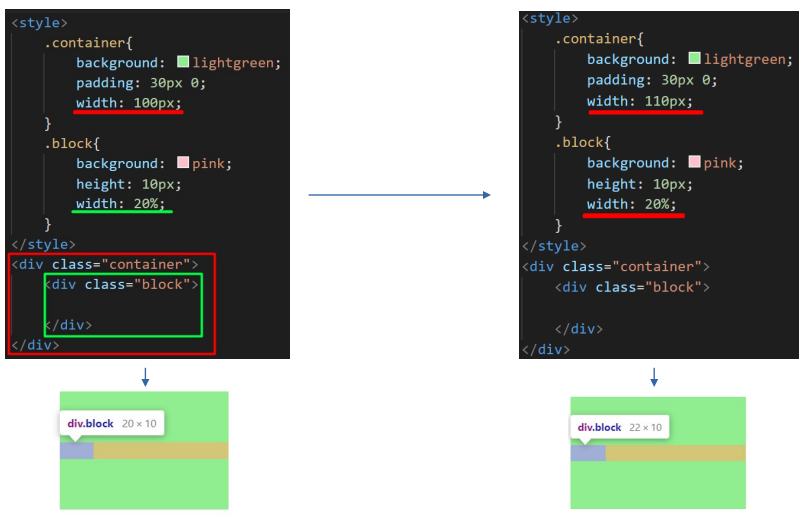 <style>
.container{
background: lightgreen;
padding: 30px 0;
width: 100px;
}
.block{
background: pink;
height: 10px;
width: 20%;
}
</style>
<div class="container">
<div class="block">
</div>
</div>
div.block 20 × 10
<style>
.container{
background: lightgreen;
padding: 30px 0;
width: 110px;
}
.block{
background: pink;
height: 10px;
width: 20%;
}
</style>
<div class="container">
<div class="block">
</div>
</div>
div.block 22 × 10